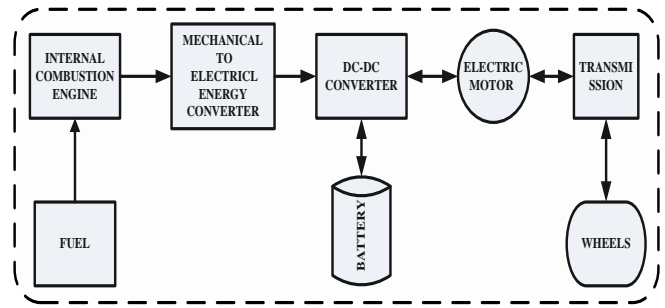 INTERNAL
COMBUSTION
ENGINE
MECHANICAL
TO
ELECTRICL
ENERGY
CONVERTER
DC-DC
CONVERTER
ELECTRIC
MOTOR
TRANSMI
SSION
FUEL
BATTERY
WHEELS